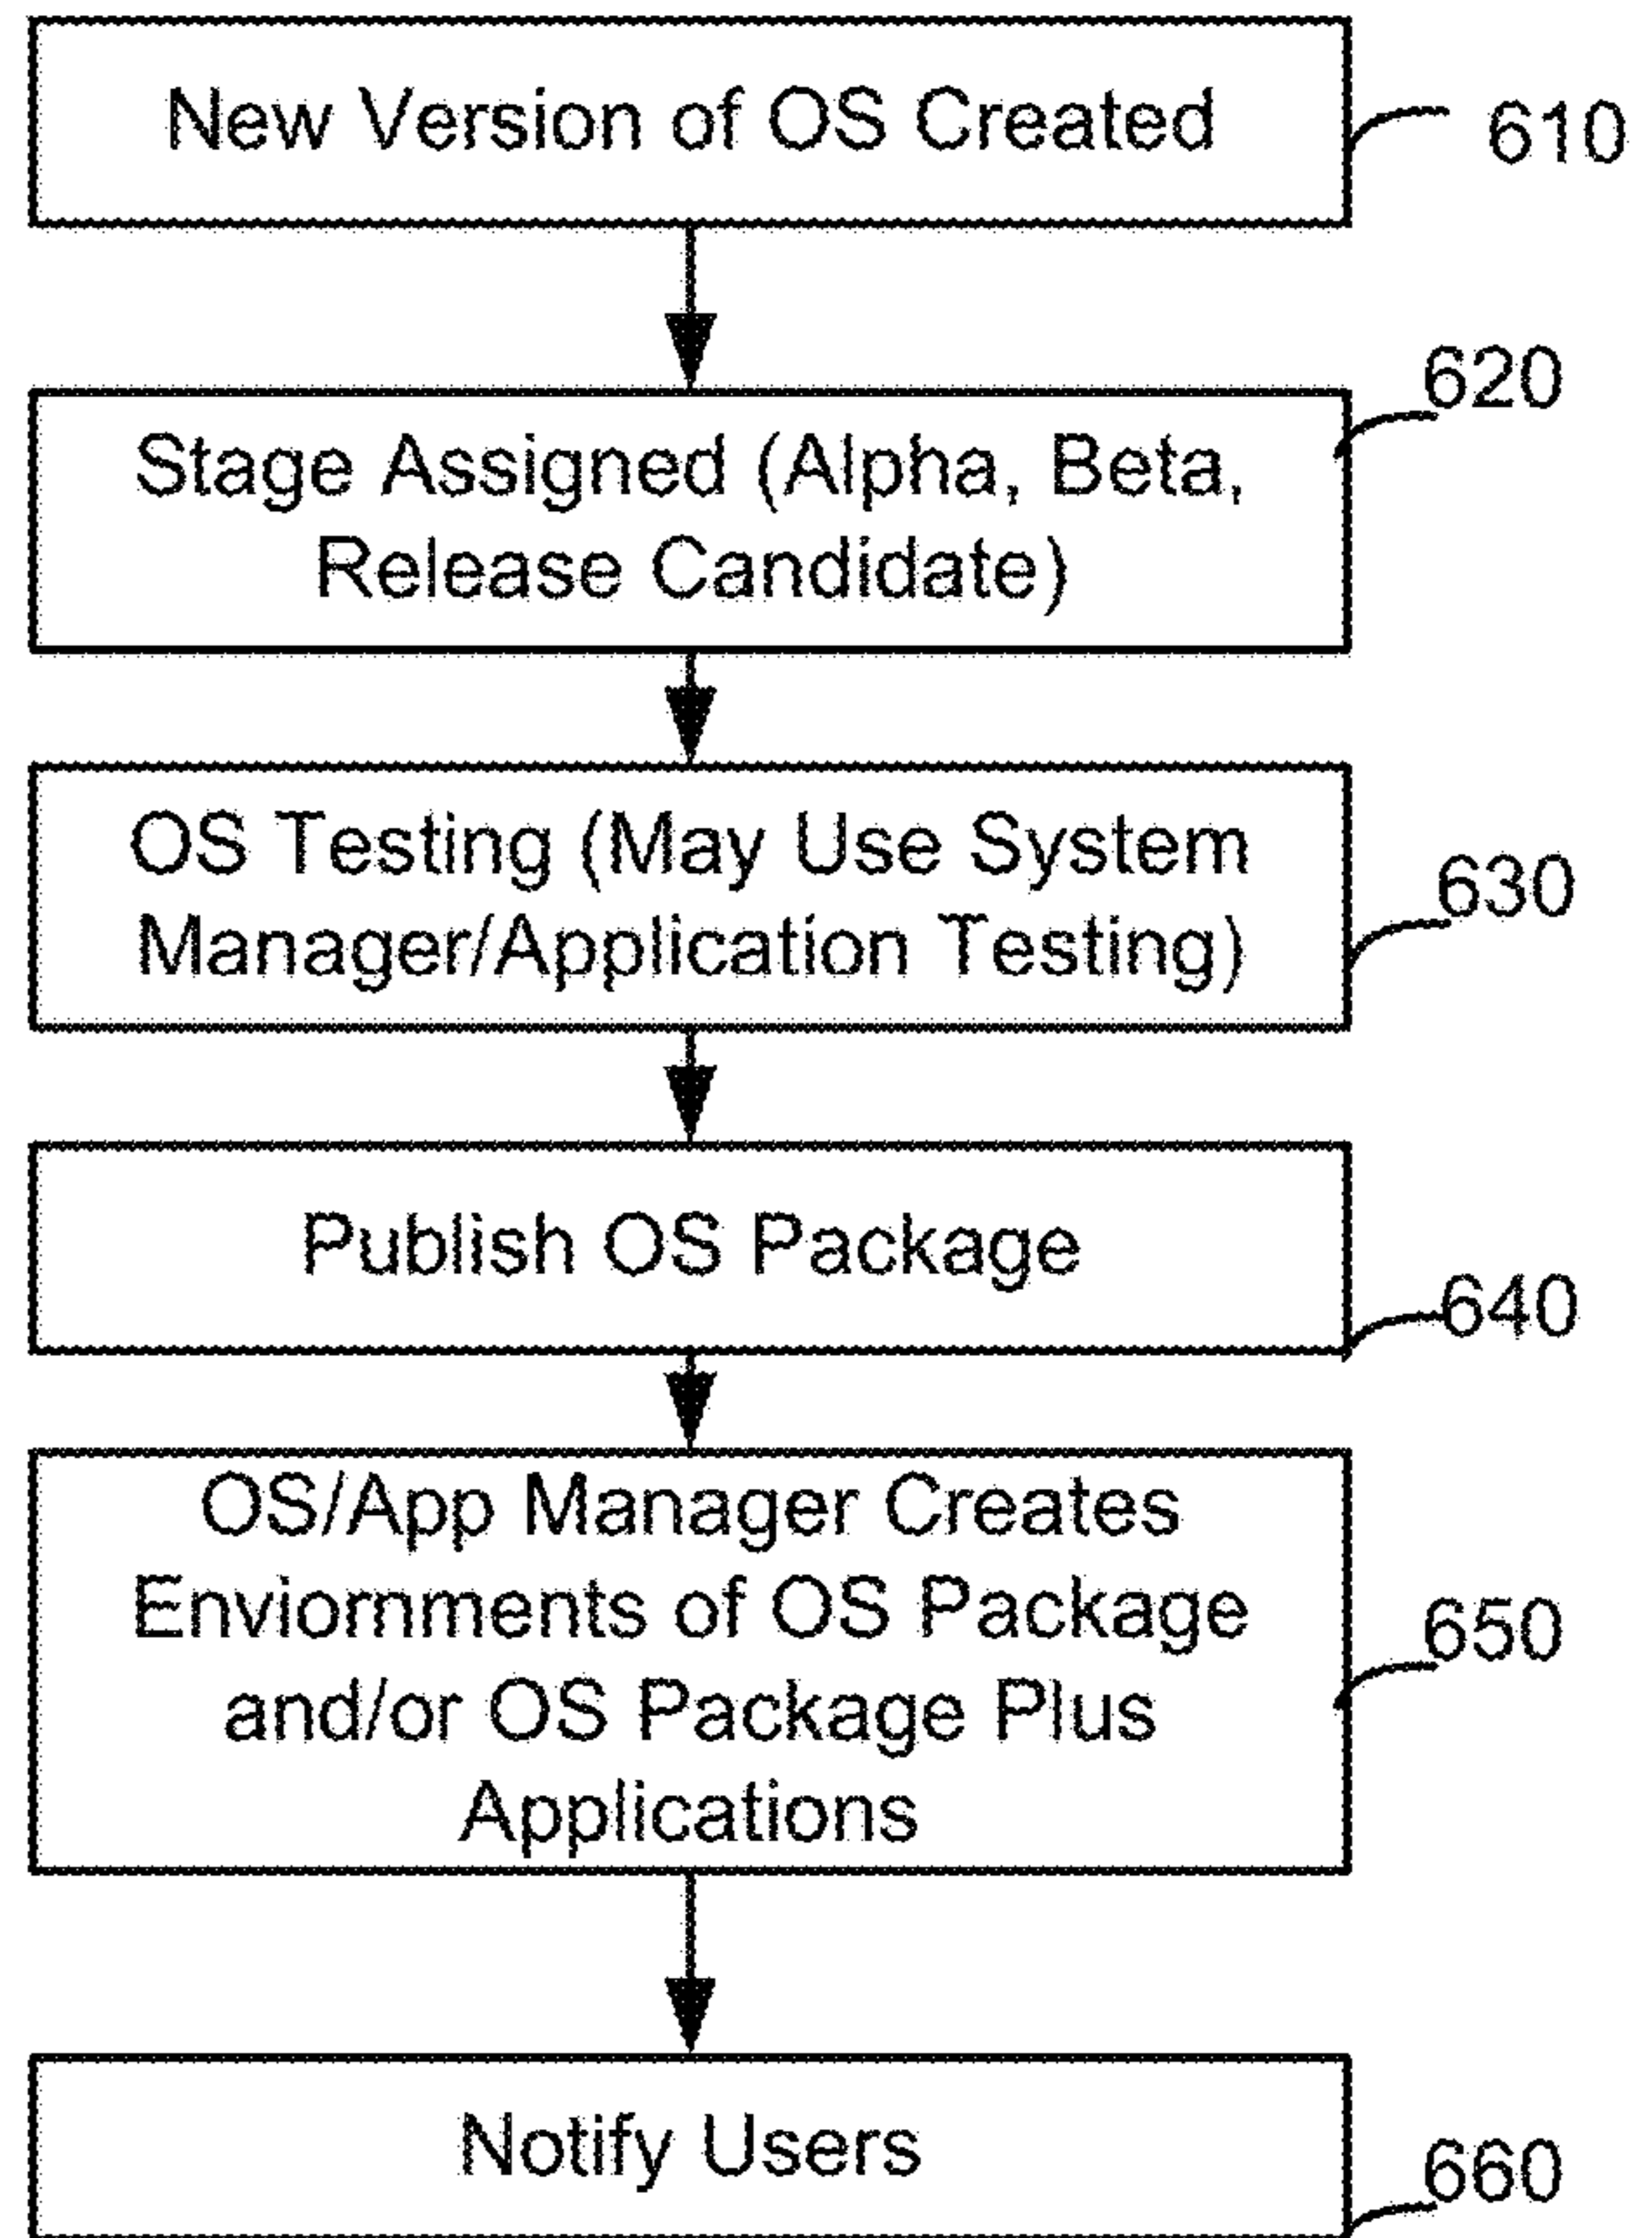 New Version of OS Created
610
620
Stage Assigned (Alpha, Beta,
Release Candidate)
OS Testing (May Use System
Manager/Application Testing)
630
Publish OS Package
640
OS/App Manager Creates
Enviornments of OS Package
and/or OS Package Plus
Applications
650
Notify Users
660